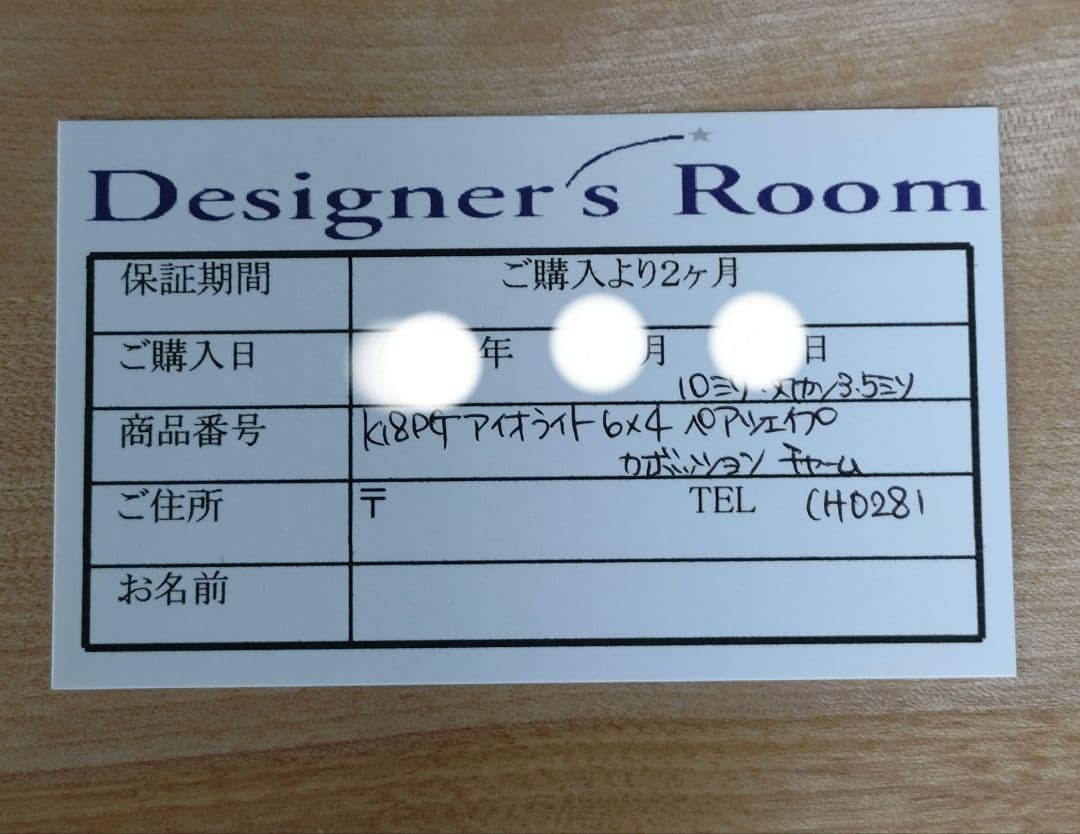 Designer's Room
保証期間 ご購入より2ヶ月
ご購入日 年 月 日
10ミリ 3.5ミリ
商品番号 K18PG アイオライト 6×4 ペアシェイプ
カボッション チャーム
ご住所 〒 TEL CH0281
お名前